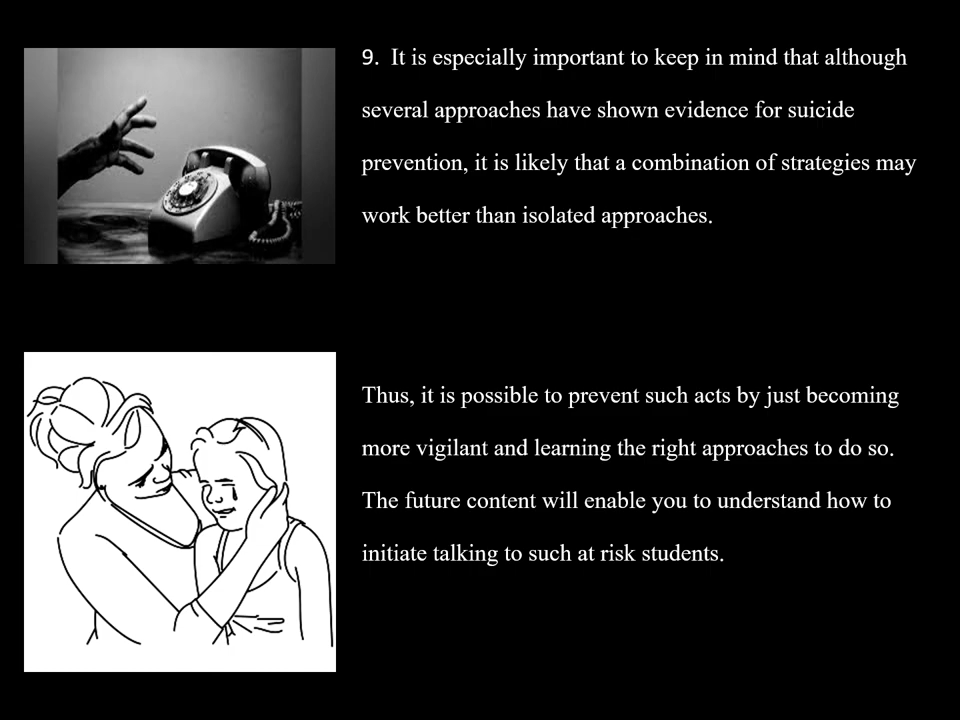 9. It is especially important to keep in mind that although
several approaches have shown evidence for suicide
prevention, it is likely that a combination of strategies may
work better than isolated approaches.
Thus, it is possible to prevent such acts by just becoming
more vigilant and learning the right approaches to do so.
The future content will enable you to understand how to
initiate talking to such at risk students.